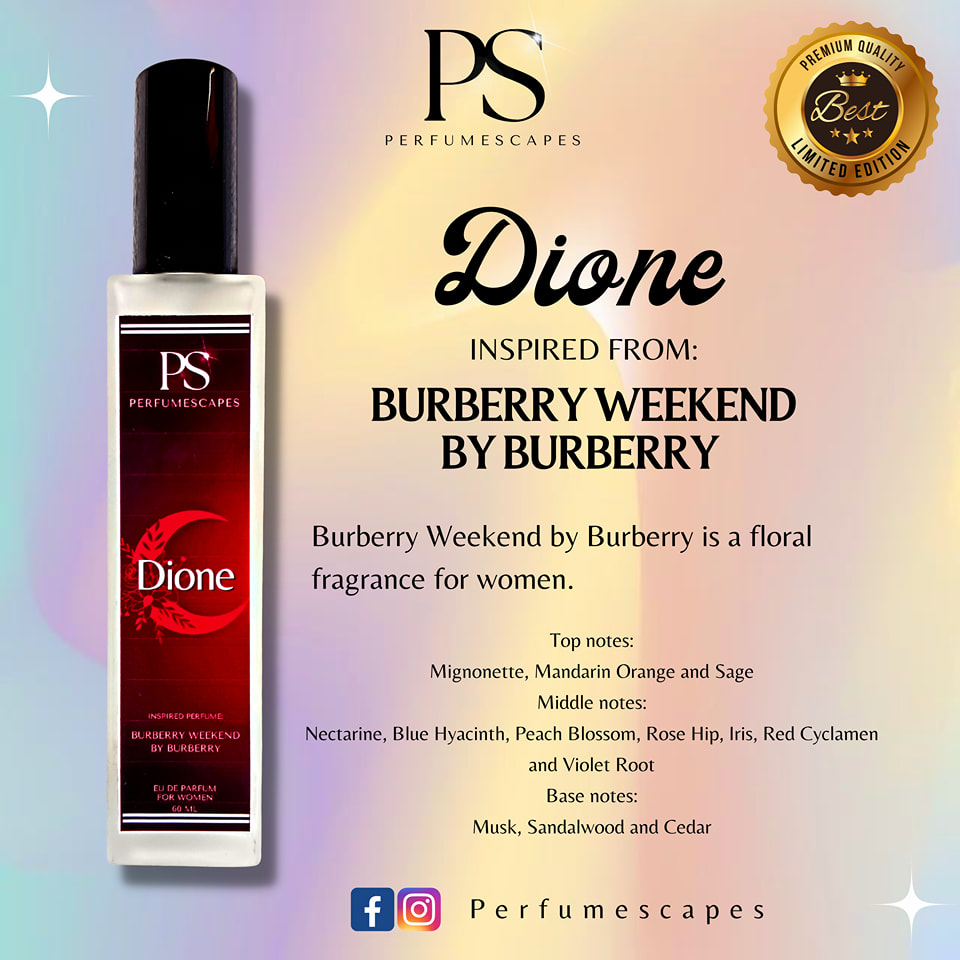 PS
PERFUMESCAPES
PREMIUM QUALITY
Best
LIMITED EDITION
Dione
INSPIRED FROM:
BURBERRY WEEKEND
BY BURBERRY
Burberry Weekend by Burberry is a floral
fragrance for women.
Top notes:
Mignonette, Mandarin Orange and Sage
Middle notes:
Nectarine, Blue Hyacinth, Peach Blossom, Rose Hip, Iris, Red Cyclamen
and Violet Root
Base notes:
Musk, Sandalwood and Cedar
Perfumescapes
PS
PERFUMESCAPES
Dione
INSPIRED PERFUME:
BURBERRY WEEKEND
BY BURBERRY
EU DE PARFUM
FOR WOMEN
60 ML